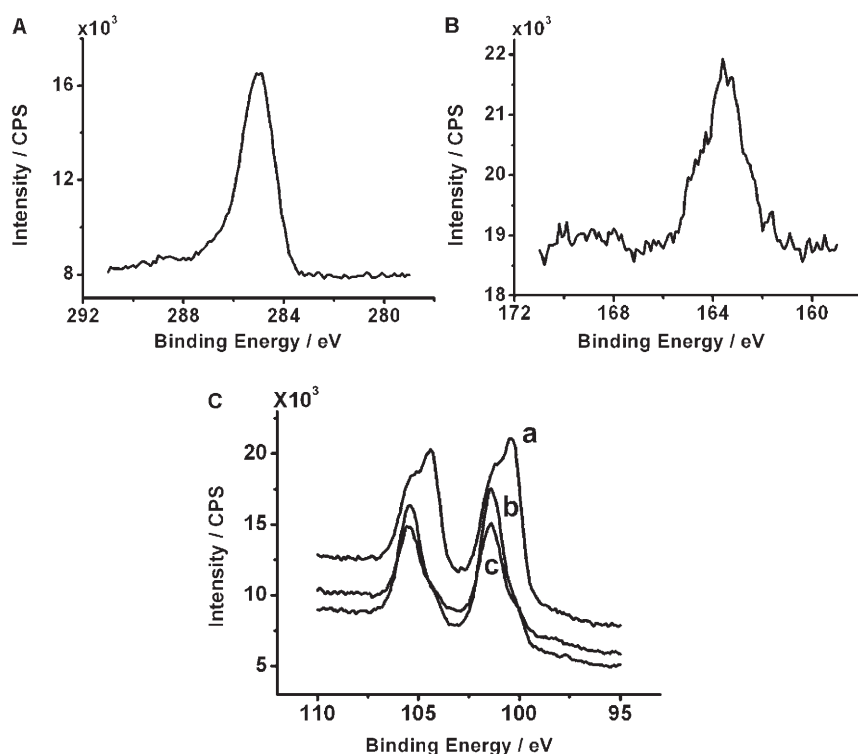 A
x10³
16
12
8
292
288
284
280
Intensity / CPS
Binding Energy / eV
B
x10³
22
21
20
19
18
172
168
164
160
Intensity / CPS
Binding Energy / eV
C
X10³
20
15
10
5
110
105
100
95
a
b
c
Intensity / CPS
Binding Energy / eV